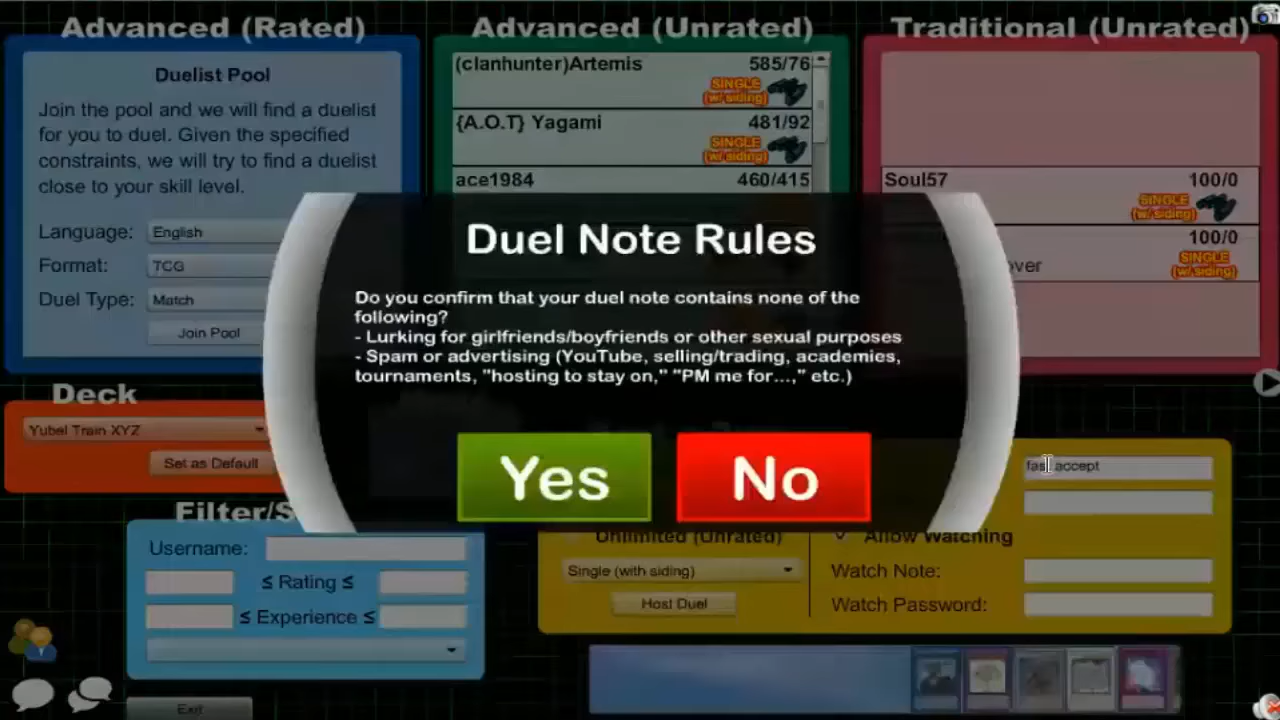 Advanced (Rated)
Advanced (Unrated)
Traditional (Unrated)
Duelist Pool
Join the pool and we will find a duelist
for you to duel. Given the specified
constraints, we will try to find a duelist
close to your skill level.
Language: English
Format: TCG
Duel Type: Match
Join Pool
(clanhunter)Artemis 585/76
SINGLE
(w/ siding)
{A.O.T} Yagami 481/92
SINGLE
(w/ siding)
ace1984 460/415
Soul57 100/0
SINGLE
(w/ siding)
100/0
over
SINGLE
(w/ siding)
Duel Note Rules
Do you confirm that your duel note contains none of the
following?
- Lurking for girlfriends/boyfriends or other sexual purposes
- Spam or advertising (YouTube, selling/trading, academies,
tournaments, "hosting to stay on," "PM me for...," etc.)
Yes
No
Deck
Yubel Train XYZ
Set as Default
Filter/S
Username:
≤ Rating ≤
≤ Experience ≤
Exit
accept
Unlimited (Unrated)
Single (with siding)
Host Duel
Allow Watching
Watch Note:
Watch Password: